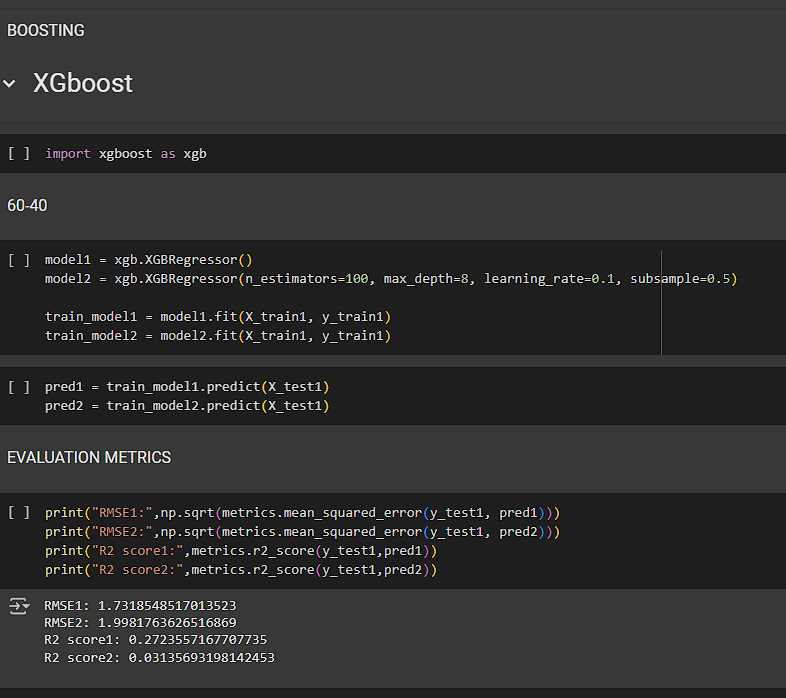 BOOSTING
XGboost
[ ] import xgboost as xgb
60-40
[ ] model1 = xgb.XGBRegressor()
model2 = xgb.XGBRegressor(n_estimators=100, max_depth=8, learning_rate=0.1, subsample=0.5)
train_model1 = model1.fit(X_train1, y_train1)
train_model2 = model2.fit(X_train1, y_train1)
[ ] pred1 = train_model1.predict(X_test1)
pred2 = train_model2.predict(X_test1)
EVALUATION METRICS
[ ] print("RMSE1:",np.sqrt(metrics.mean_squared_error(y_test1, pred1)))
print("RMSE2:",np.sqrt(metrics.mean_squared_error(y_test1, pred2)))
print("R2 score1:",metrics.r2_score(y_test1,pred1))
print("R2 score2:",metrics.r2_score(y_test1,pred2))
RMSE1: 1.7318548517013523
RMSE2: 1.9981763626516869
R2 score1: 0.2723557167707735
R2 score2: 0.03135693198142453